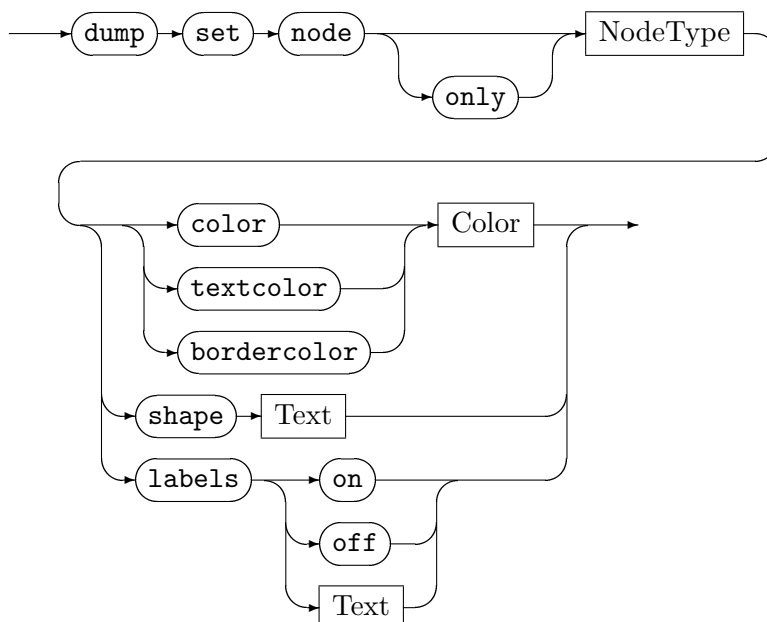 dump set node NodeType
only
color Color
textcolor
bordercolor
shape Text
labels on
off
Text